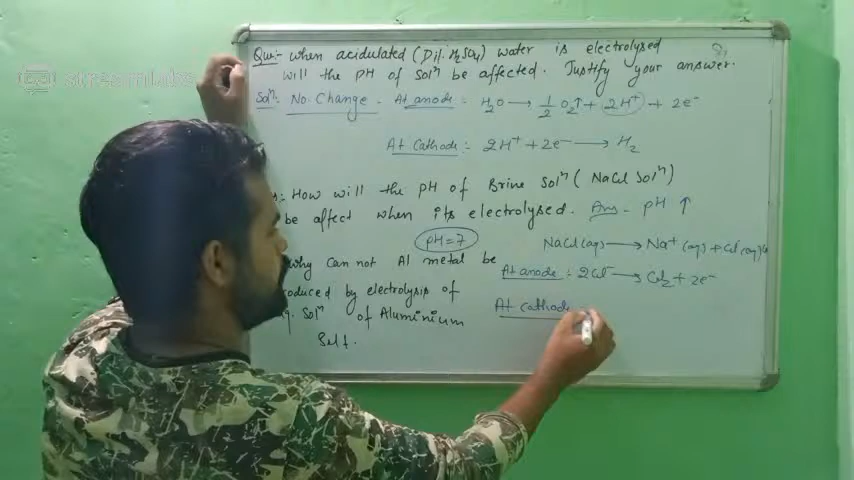 streamlabs
Que:- when acidulated (Dil. H2SO4) water is electrolysed
will the PH of Solⁿ be affected. Justify your answer.
Solⁿ: No Change - At anode :- H2O → 1/2 O2↑ + 2H⁺ + 2e⁻
At Cathode :- 2H⁺ + 2e⁻ → H2
s: How will the pH of Brine Solⁿ (NaCl Solⁿ)
be affect when its electrolysed. Ans - pH ↑
pH=7
NaCl(aq) → Na⁺(aq) + Cl⁻(aq)
why Can not Al metal be
oduced by electrolysis of
q. Solⁿ of Aluminium
Salt.
At anode :- 2Cl⁻ → Cl2 + 2e⁻
At cathode